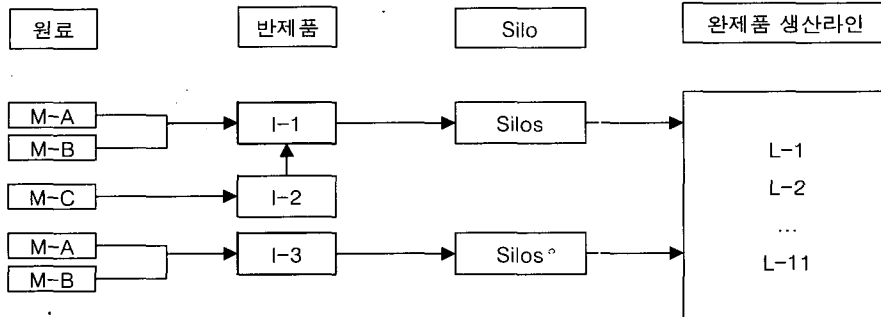 원료
반제품
Silo
완제품 생산라인
M-A
M-B
I-1
Silos
M-C
I-2
M-A
M-B
I-3
Silos
L-1
L-2
...
L-11